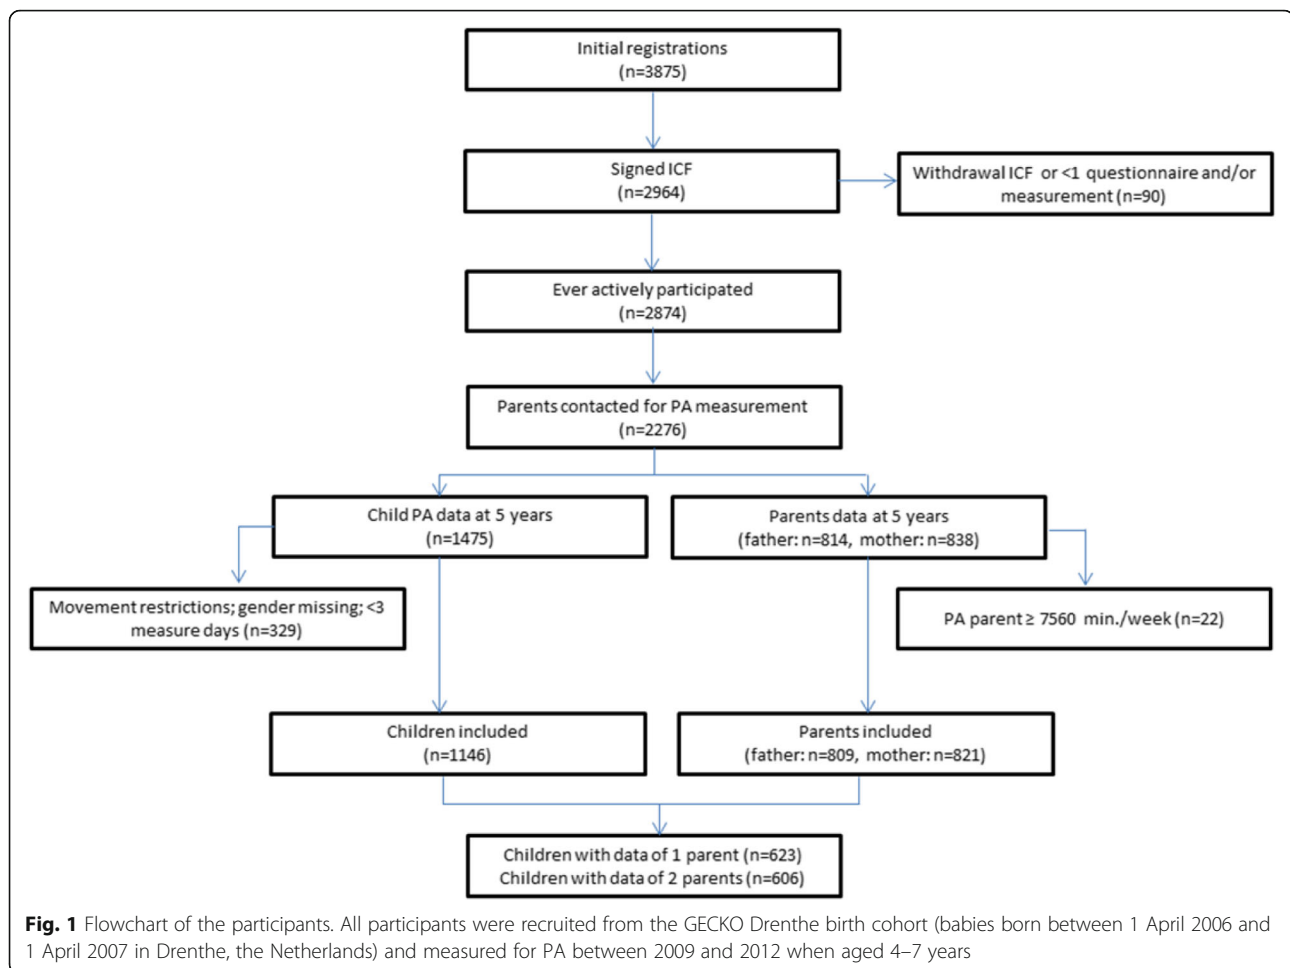 Initial registrations
(n=3875)
Signed ICF
(n=2964)
Withdrawal ICF or <1 questionnaire and/or
measurement (n=90)
Ever actively participated
(n=2874)
Parents contacted for PA measurement
(n=2276)
Child PA data at 5 years
(n=1475)
Parents data at 5 years
(father: n=814, mother: n=838)
Movement restrictions; gender missing; <3
measure days (n=329)
PA parent ≥ 7560 min./week (n=22)
Children included
(n=1146)
Parents included
(father: n=809, mother: n=821)
Children with data of 1 parent (n=623)
Children with data of 2 parents (n=606)
Fig. 1 Flowchart of the participants. All participants were recruited from the GECKO Drenthe birth cohort (babies born between 1 April 2006 and
1 April 2007 in Drenthe, the Netherlands) and measured for PA between 2009 and 2012 when aged 4–7 years